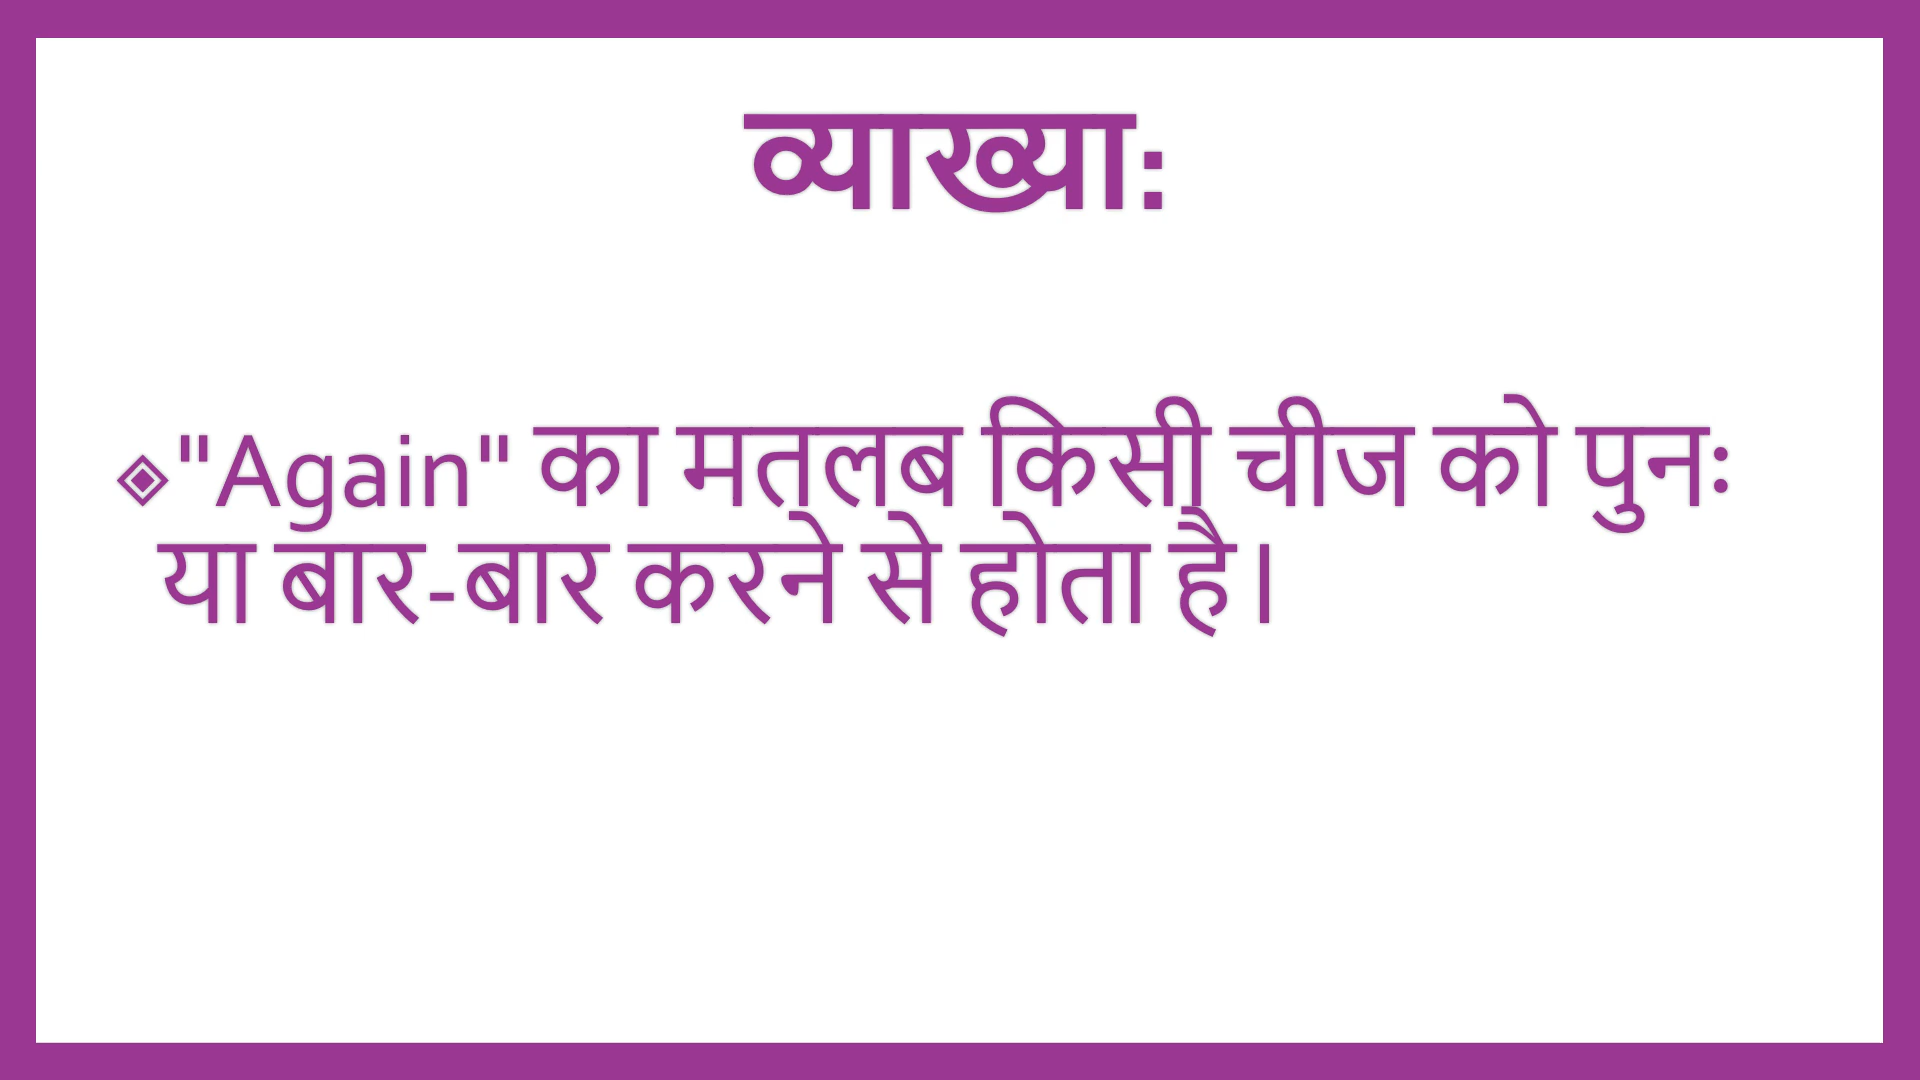 व्याख्या:
◈"Again" का मतलब किसी चीज को पुनः
या बार-बार करने से होता है।